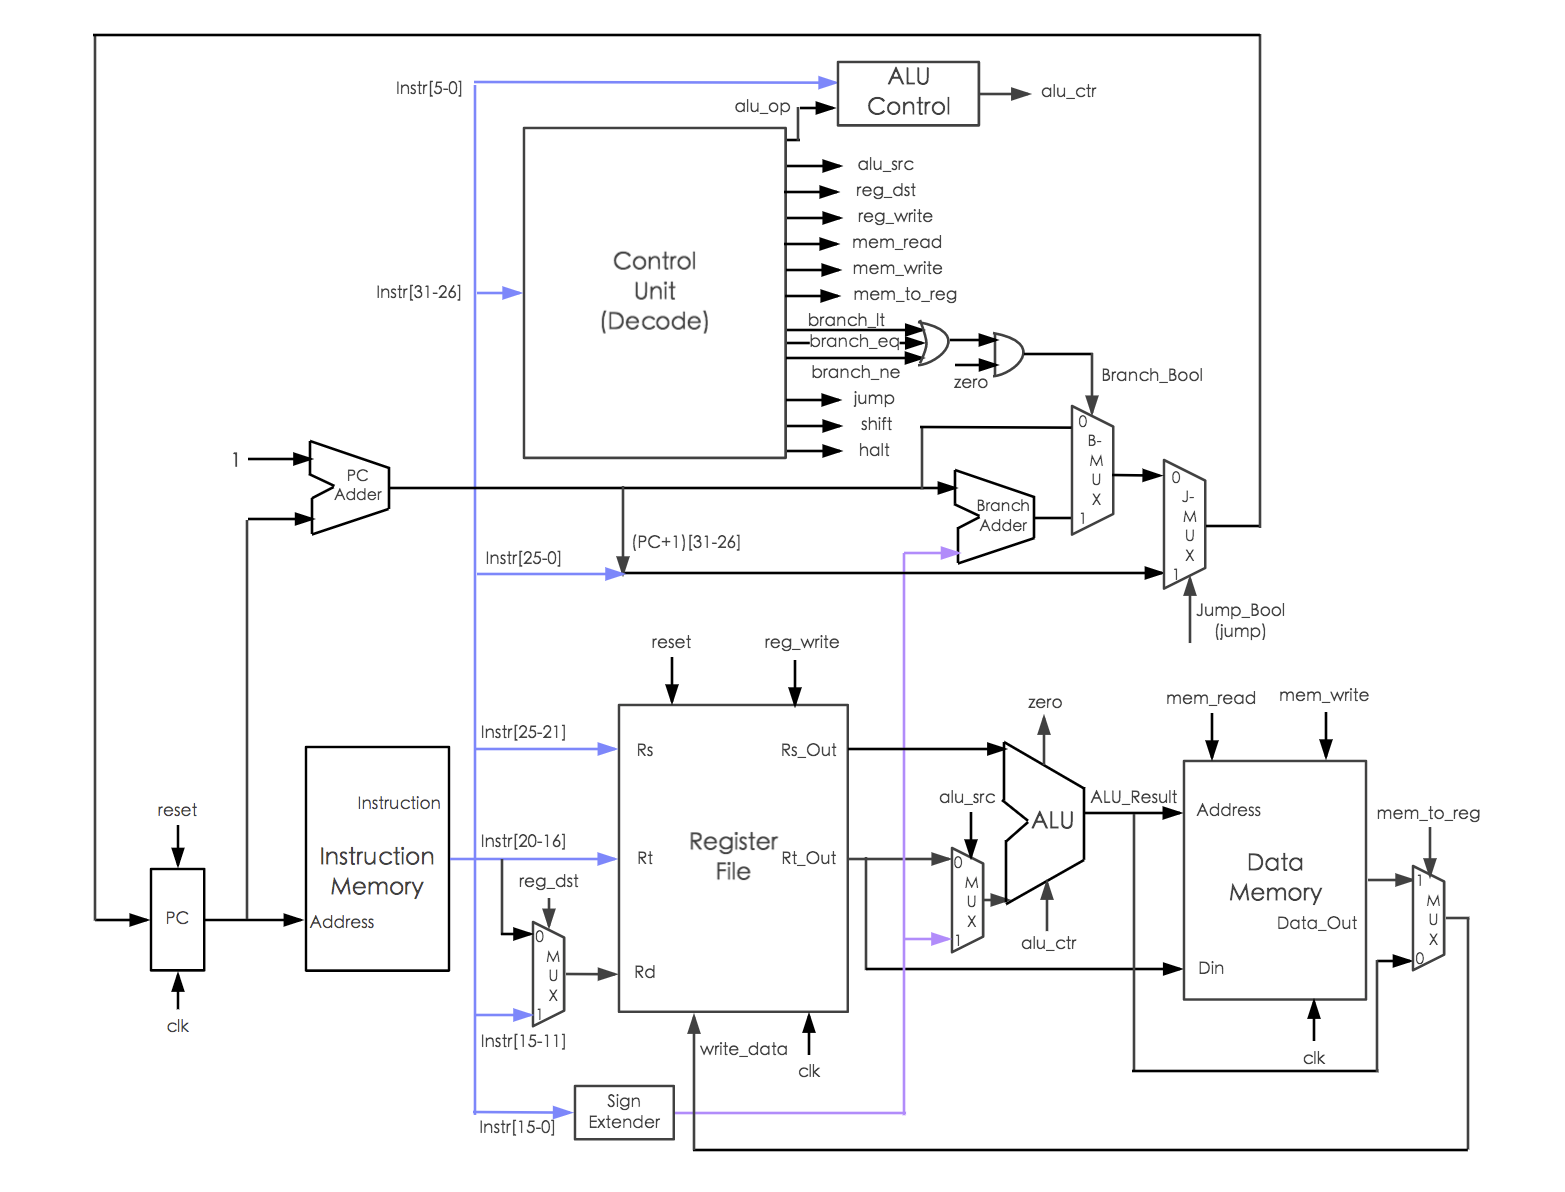 Instr[5-0]
ALU
Control
alu_ctr
alu_op
alu_src
reg_dst
reg_write
mem_read
mem_write
mem_to_reg
Control
Unit
(Decode)
Instr[31-26]
branch_lt
branch_eq
branch_ne
zero
Branch_Bool
jump
shift
halt
0
B-
M
U
X
1
1
PC
Adder
Branch
Adder
0
J-
M
U
X
1
(PC+1)[31-26]
Instr[25-0]
Jump_Bool
(jump)
reset
reg_write
zero
mem_read
mem_write
Instr[25-21]
Rs
Rs_Out
Instruction
reset
alu_src
ALU_Result
Address
mem_to_reg
Instr[20-16]
Instruction
Memory
Register
File
Rt
Rt_Out
0
M
U
X
1
ALU
Data
Memory
Data_Out
1
M
U
X
0
reg_dst
PC
Address
0
M
U
X
1
alu_ctr
Rd
Din
clk
Instr[15-11]
write_data
clk
clk
Sign
Extender
Instr[15-0]